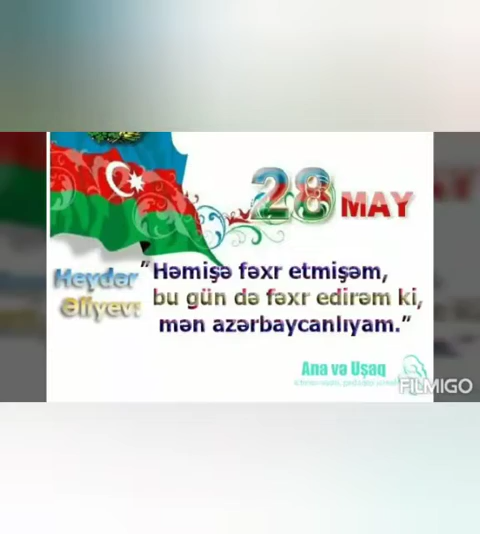 28 MAY
Heydər
Əliyev:
"Həmişə fəxr etmişəm,
bu gün də fəxr edirəm ki,
mən azərbaycanlıyam."
Ana və Uşaq
FILMIGO